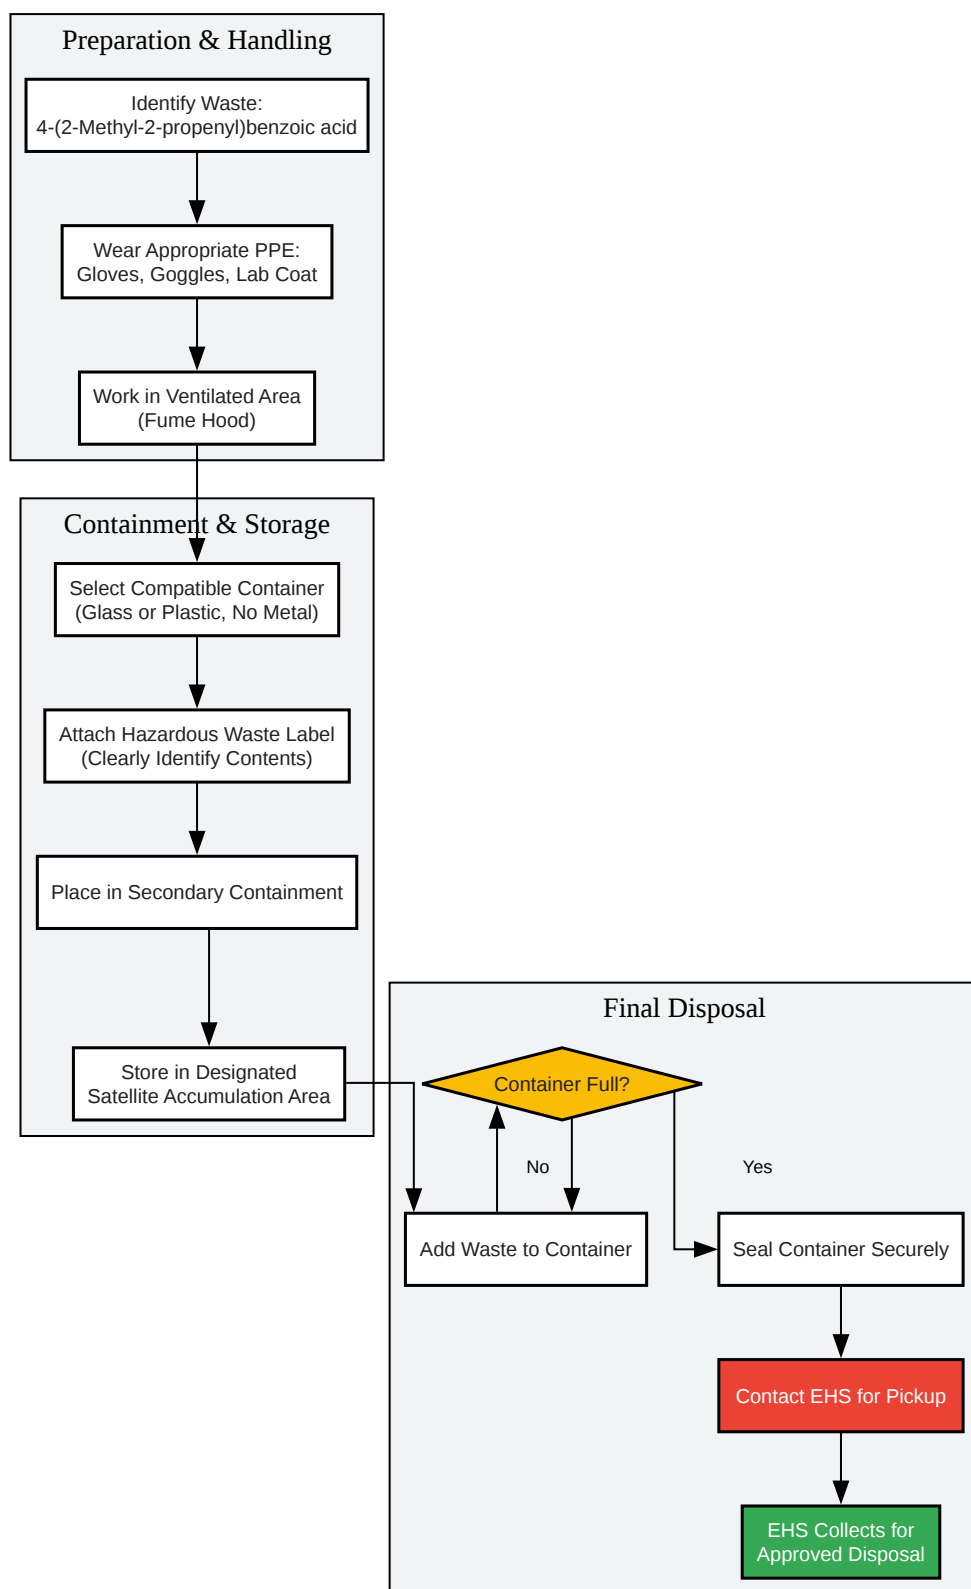 Preparation & Handling
Identify Waste:
4-(2-Methyl-2-propenyl)benzoic acid
Wear Appropriate PPE:
Gloves, Goggles, Lab Coat
Work in Ventilated Area
(Fume Hood)
Containment & Storage
Select Compatible Container
(Glass or Plastic, No Metal)
Attach Hazardous Waste Label
(Clearly Identify Contents)
Place in Secondary Containment
Store in Designated
Satellite Accumulation Area
Final Disposal
Container Full?
No
Yes
Add Waste to Container
Seal Container Securely
Contact EHS for Pickup
EHS Collects for
Approved Disposal